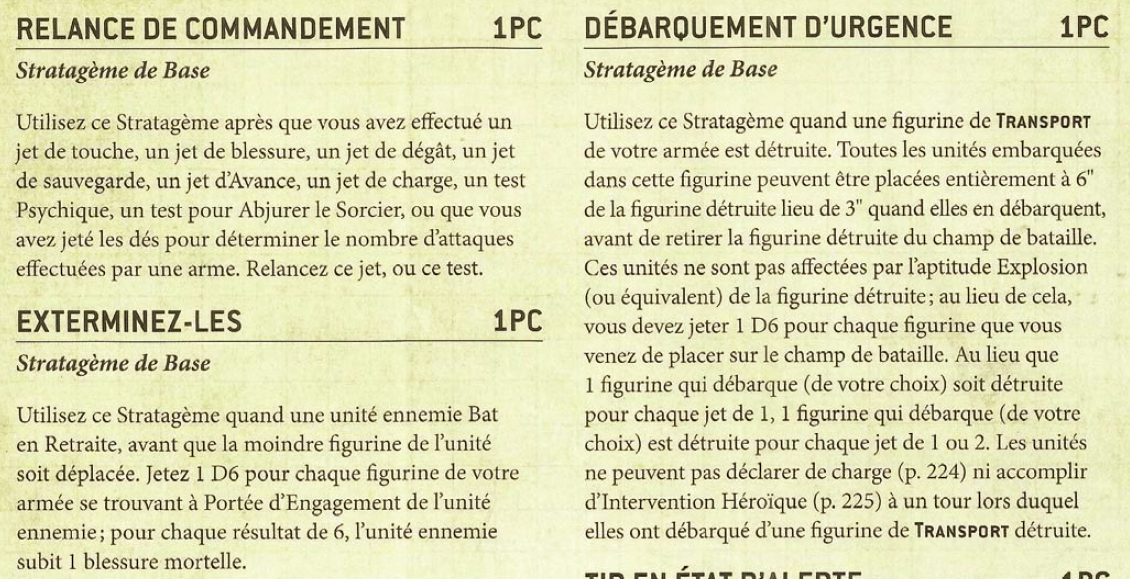 RELANCE DE COMMANDEMENT 1PC
Stratagème de Base
Utilisez ce Stratagème après que vous avez effectué un
jet de touche, un jet de blessure, un jet de dégât, un jet
de sauvegarde, un jet d'Avance, un jet de charge, un test
Psychique, un test pour Abjurer le Sorcier, ou que vous
avez jeté les dés pour déterminer le nombre d'attaques
effectuées par une arme. Relancez ce jet, ou ce test.
EXTERMINEZ-LES 1PC
Stratagème de Base
Utilisez ce Stratagème quand une unité ennemie Bat
en Retraite, avant que la moindre figurine de l'unité
soit déplacée. Jetez 1 D6 pour chaque figurine de votre
armée se trouvant à Portée d'Engagement de l'unité
ennemie; pour chaque résultat de 6, l'unité ennemie
subit 1 blessure mortelle.
DÉBARQUEMENT D'URGENCE 1PC
Stratagème de Base
Utilisez ce Stratagème quand une figurine de TRANSPORT
de votre armée est détruite. Toutes les unités embarquées
dans cette figurine peuvent être placées entièrement à 6"
de la figurine détruite lieu de 3" quand elles en débarquent,
avant de retirer la figurine détruite du champ de bataille.
Ces unités ne sont pas affectées par l'aptitude Explosion
(ou équivalent) de la figurine détruite; au lieu de cela,
vous devez jeter 1 D6 pour chaque figurine que vous
venez de placer sur le champ de bataille. Au lieu que
1 figurine qui débarque (de votre choix) soit détruite
pour chaque jet de 1, 1 figurine qui débarque (de votre
choix) est détruite pour chaque jet de 1 ou 2. Les unités
ne peuvent pas déclarer de charge (p. 224) ni accomplir
d'Intervention Héroïque (p. 225) à un tour lors duquel
elles ont débarqué d'une figurine de TRANSPORT détruite.
TIR EN ÉTAT D'ALERTE 1PC